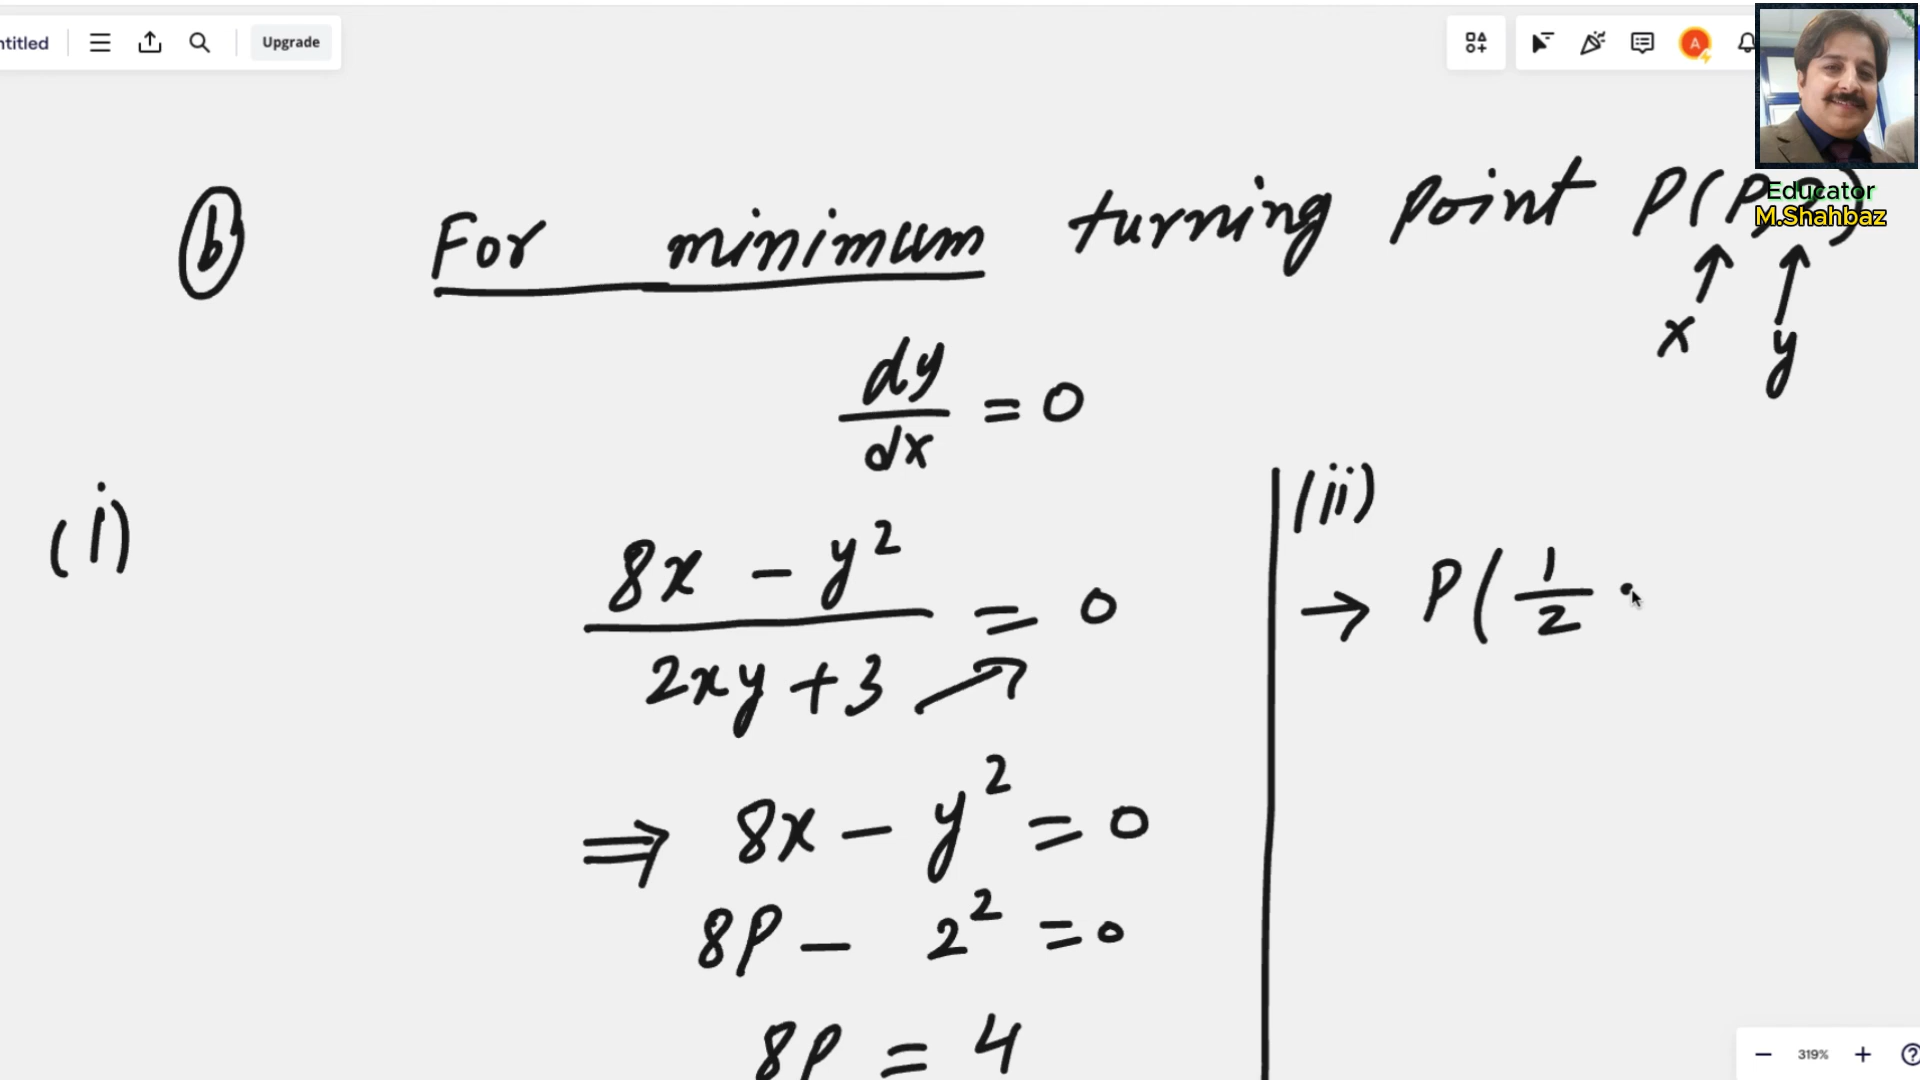 ntitled Upgrade A
Educator
M.Shahbaz
(b) For minimum turning point P(P,
x y
dy/dx = 0
(i)
(8x - y²)/(2xy + 3) = 0
⇒ 8x - y² = 0
8P - 2² = 0
8P = 4
(ii)
→ P(1/2
319%